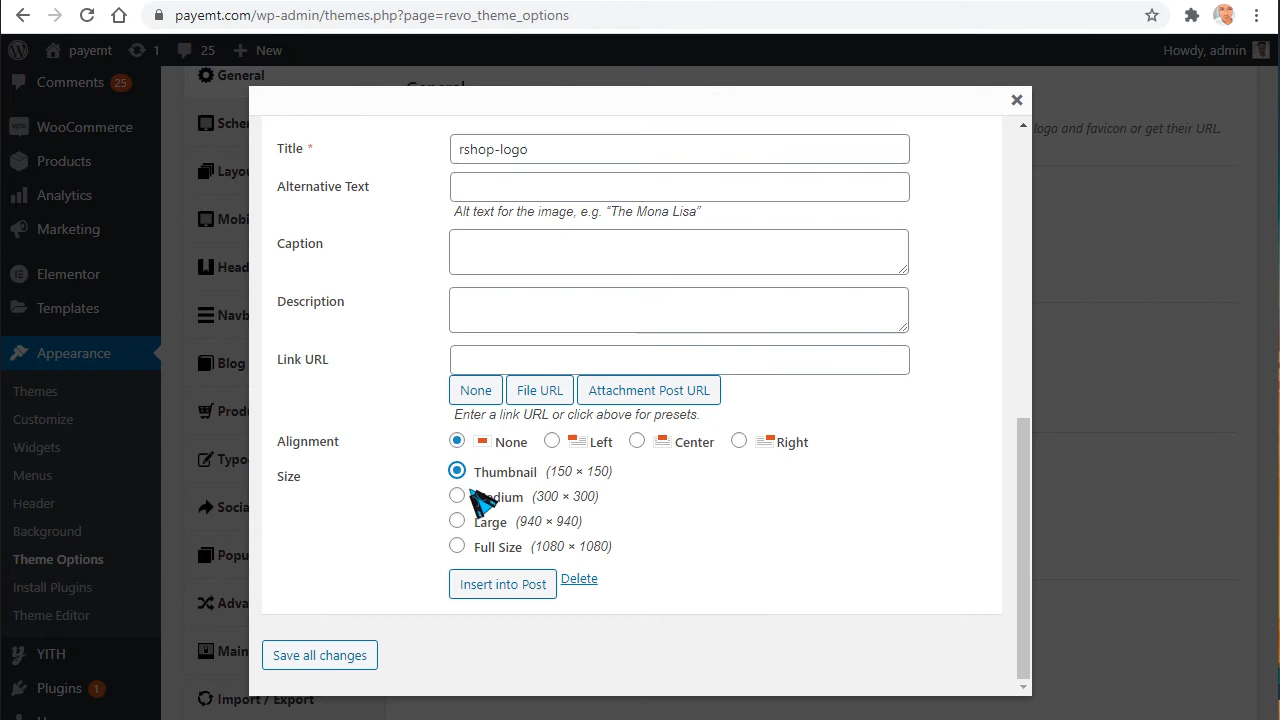 payemt.com/wp-admin/themes.php?page=revo_theme_options
payemt 1 25 New Howdy, admin
Comments 25
WooCommerce
Products
Analytics
Marketing
Elementor
Templates
Appearance
Themes
Customize
Widgets
Menus
Header
Background
Theme Options
Install Plugins
Theme Editor
YITH
Plugins 1
General
Sche
Layo
Mobi
Head
Navb
Blog
Produ
Typo
Socia
Popu
Adva
Main
Import / Export
General
logo and favicon or get their URL.
Title * rshop-logo
Alternative Text
Alt text for the image, e.g. “The Mona Lisa”
Caption
Description
Link URL
None File URL Attachment Post URL
Enter a link URL or click above for presets.
Alignment None Left Center Right
Size Thumbnail (150 × 150)
(300 × 300)
Large (940 × 940)
Full Size (1080 × 1080)
Insert into Post Delete
Save all changes